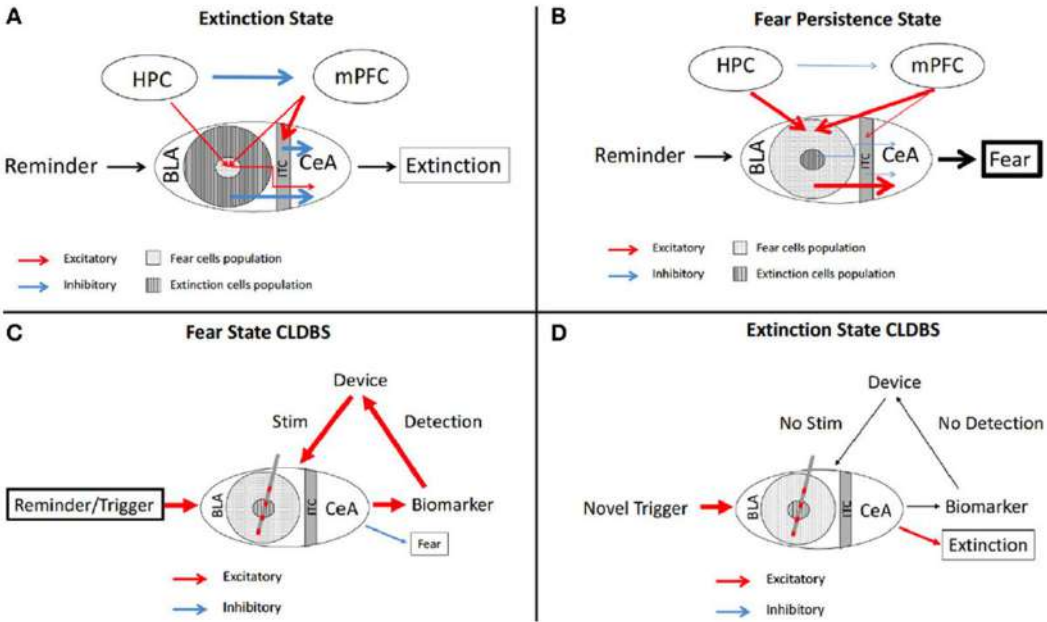 A
Extinction State
HPC
mPFC
Reminder
BLA
ITC
CeA
Extinction
Excitatory
Fear cells population
Inhibitory
Extinction cells population
B
Fear Persistence State
HPC
mPFC
Reminder
BLA
ITC
CeA
Fear
Excitatory
Fear cells population
Inhibitory
Extinction cells population
C
Fear State CLDBS
Device
Stim
Detection
Reminder/Trigger
BLA
ITC
CeA
Biomarker
Fear
Excitatory
Inhibitory
D
Extinction State CLDBS
Device
No Stim
No Detection
Novel Trigger
BLA
ITC
CeA
Biomarker
Extinction
Excitatory
Inhibitory